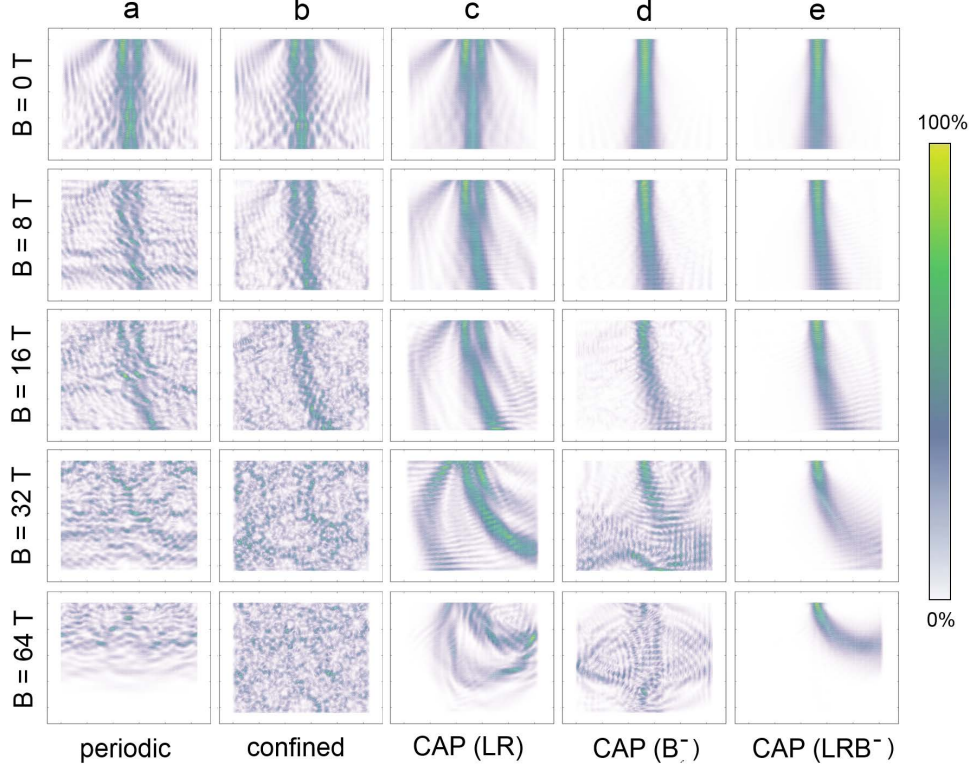 a b c d e
B = 0 T
100%
B = 8 T
B = 16 T
B = 32 T
0%
B = 64 T
periodic confined CAP (LR) CAP (B⁻) CAP (LRB⁻)